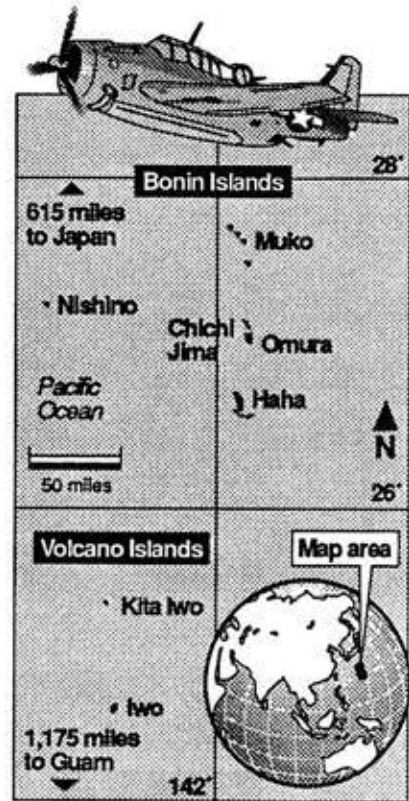 28°
Bonin Islands
615 miles
to Japan
Muko
Nishino
Chichi
Jima
Omura
Pacific
Ocean
Haha
N
50 miles
26°
Volcano Islands
Map area
Kita Iwo
Iwo
1,175 miles
to Guam
142°